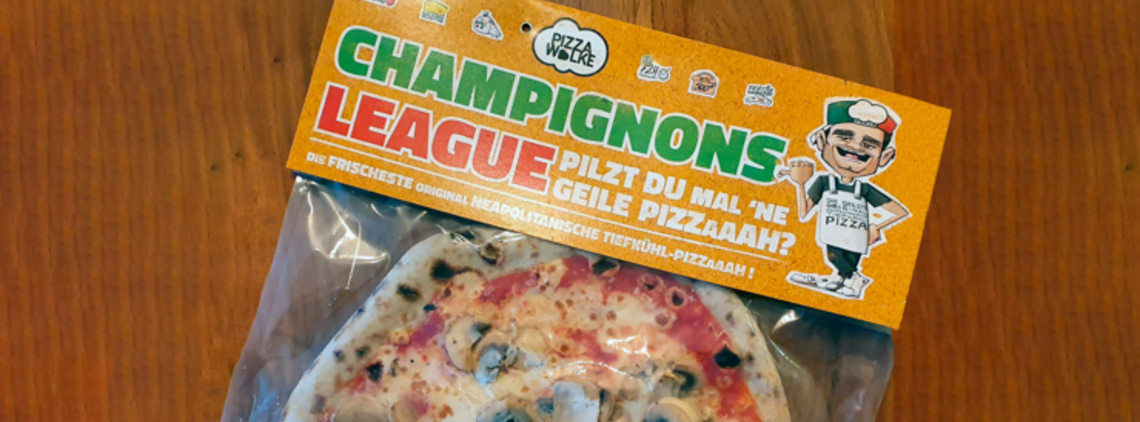 PIZZA
WOLKE
CHAMPIGNONS
LEAGUE
PILZT DU MAL 'NE
GEILE PIZZAAAH?
DIE FRISCHESTE ORIGINAL NEAPOLITANISCHE TIEFKÜHL-PIZZAAAH !
PIZZA